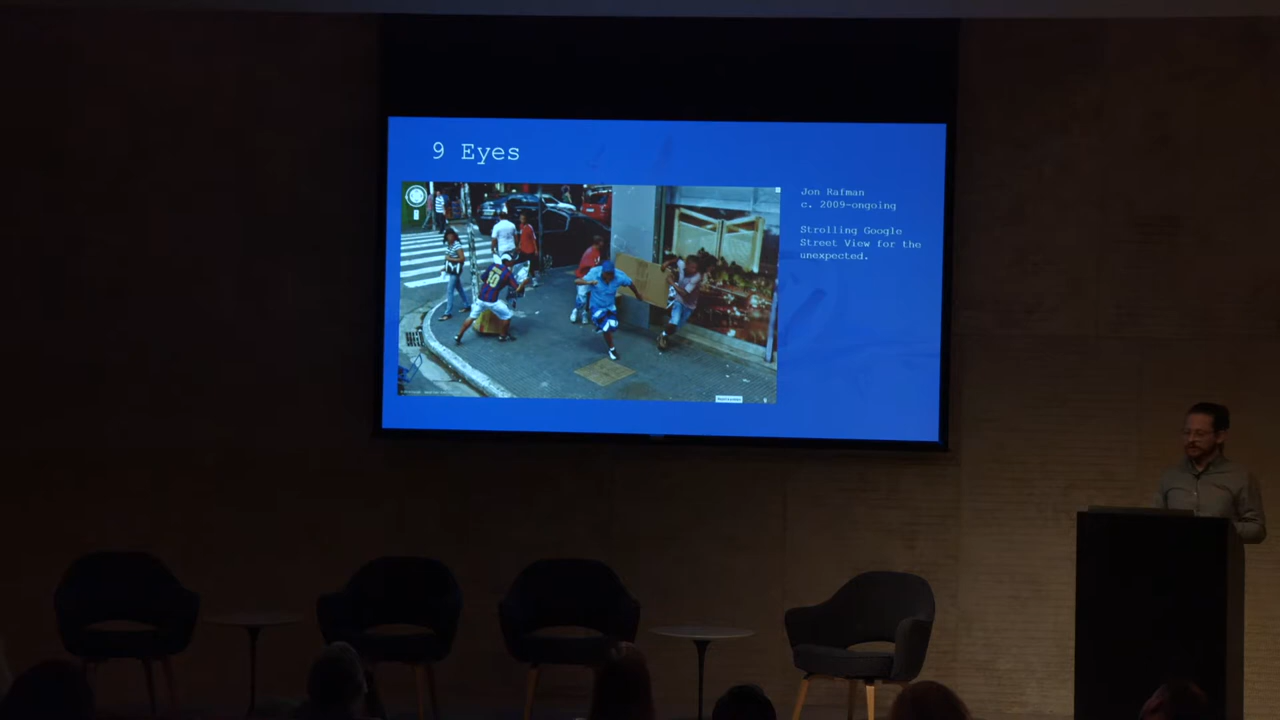 9 Eyes
Jon Rafman
c. 2009-ongoing
Strolling Google
Street View for the
unexpected.
10